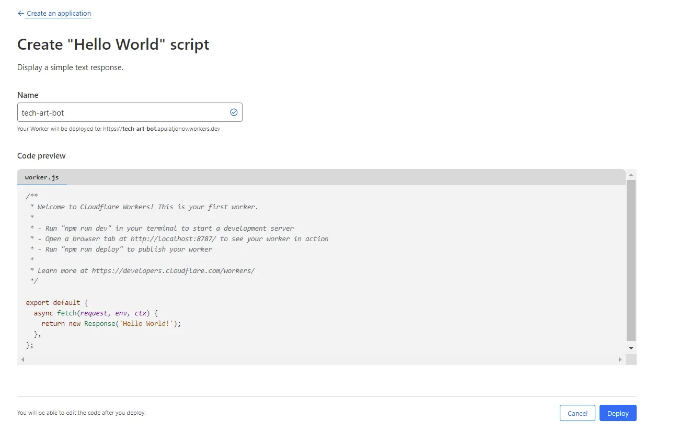 ← Create an application
Create "Hello World" script
Display a simple text response.
Name
tech-art-bot
Your Worker will be deployed to: https://tech-art-bot.apuraljonov.workers.dev
Code preview
worker.js
/**
 * Welcome to Cloudflare Workers! This is your first worker.
 *
 * - Run "npm run dev" in your terminal to start a development server
 * - Open a browser tab at http://localhost:8787/ to see your worker in action
 * - Run "npm run deploy" to publish your worker
 *
 * Learn more at https://developers.cloudflare.com/workers/
 */
export default {
  async fetch(request, env, ctx) {
    return new Response('Hello World!');
  },
};
You will be able to edit the code after you deploy.
Cancel
Deploy